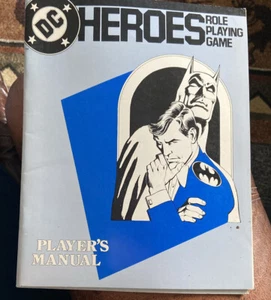 DC
HEROES
ROLE
PLAYING
GAME
PLAYER'S
MANUAL